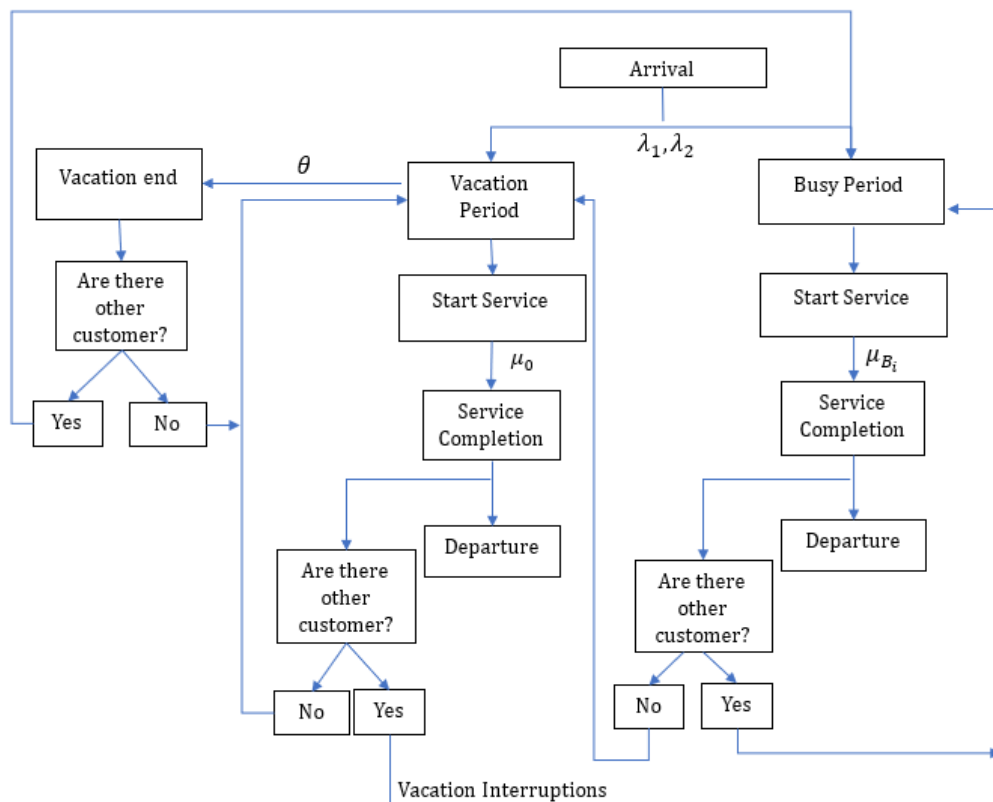 Arrival
λ₁, λ₂
θ
Vacation end
Vacation
Period
Busy Period
Are there
other
customer?
Start Service
Start Service
μ₀
μ_{B_i}
Yes
No
Service
Completion
Service
Completion
Departure
Departure
Are there
other
customer?
Are there
other
customer?
No
Yes
No
Yes
Vacation Interruptions